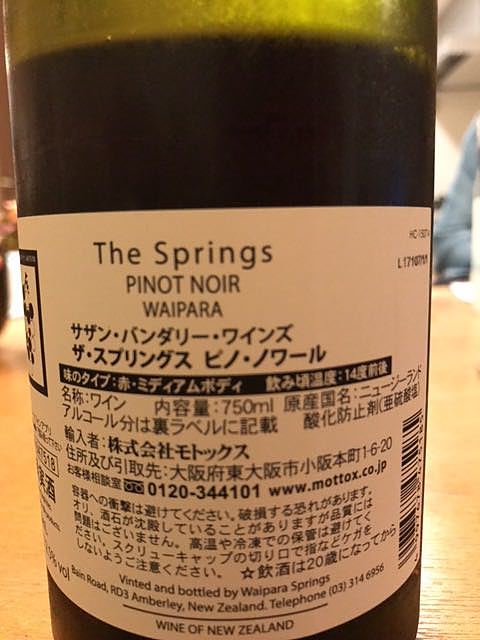 The Springs
PINOT NOIR
WAIPARA
L17107
サザン・バンダリー・ワインズ
ザ・スプリングス ピノ・ノワール
味のタイプ:赤・ミディアムボディ 飲み頃温度:14度前後
名称:ワイン 内容量:750ml 原産国名:ニュージーランド
アルコール分は裏ラベルに記載 酸化防止剤(亜硫酸塩)
輸入者:株式会社モトックス
住所及び引取先:大阪府東大阪市小阪本町1-6-20
お客様相談室 0120-344101 www.mottox.co.jp
容器への衝撃は避けてください。破損する恐れがあります。
オリ、酒石が沈殿していることがありますが品質には
問題はございません。高温や冷凍での保管は避けてく
ださい。スクリューキャップの切り口で指などケガを
しないようご注意ください。 ☆飲酒は20歳になってから
% vol
Vinted and bottled by Waipara Springs
Bain Road, RD3 Amberley, New Zealand. Telephone (03) 314 6956
WINE OF NEW ZEALAND